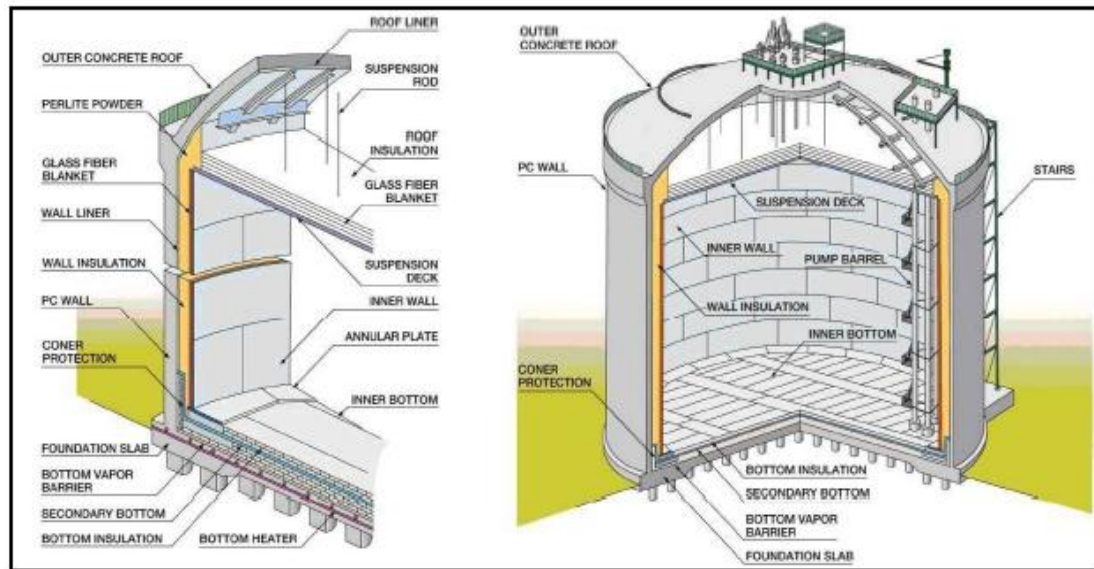 ROOF LINER
OUTER CONCRETE ROOF
SUSPENSION
ROD
PERLITE POWDER
ROOF
INSULATION
GLASS FIBER
BLANKET
GLASS FIBER
BLANKET
WALL LINER
WALL INSULATION
SUSPENSION
DECK
PC WALL
INNER WALL
CONER
PROTECTION
ANNULAR PLATE
INNER BOTTOM
FOUNDATION SLAB
BOTTOM VAPOR
BARRIER
SECONDARY BOTTOM
BOTTOM INSULATION
BOTTOM HEATER
OUTER
CONCRETE ROOF
PC WALL
STAIRS
SUSPENSION DECK
INNER WALL
PUMP BARREL
WALL INSULATION
INNER BOTTOM
CONER
PROTECTION
BOTTOM INSULATION
SECONDARY BOTTOM
BOTTOM VAPOR
BARRIER
FOUNDATION SLAB